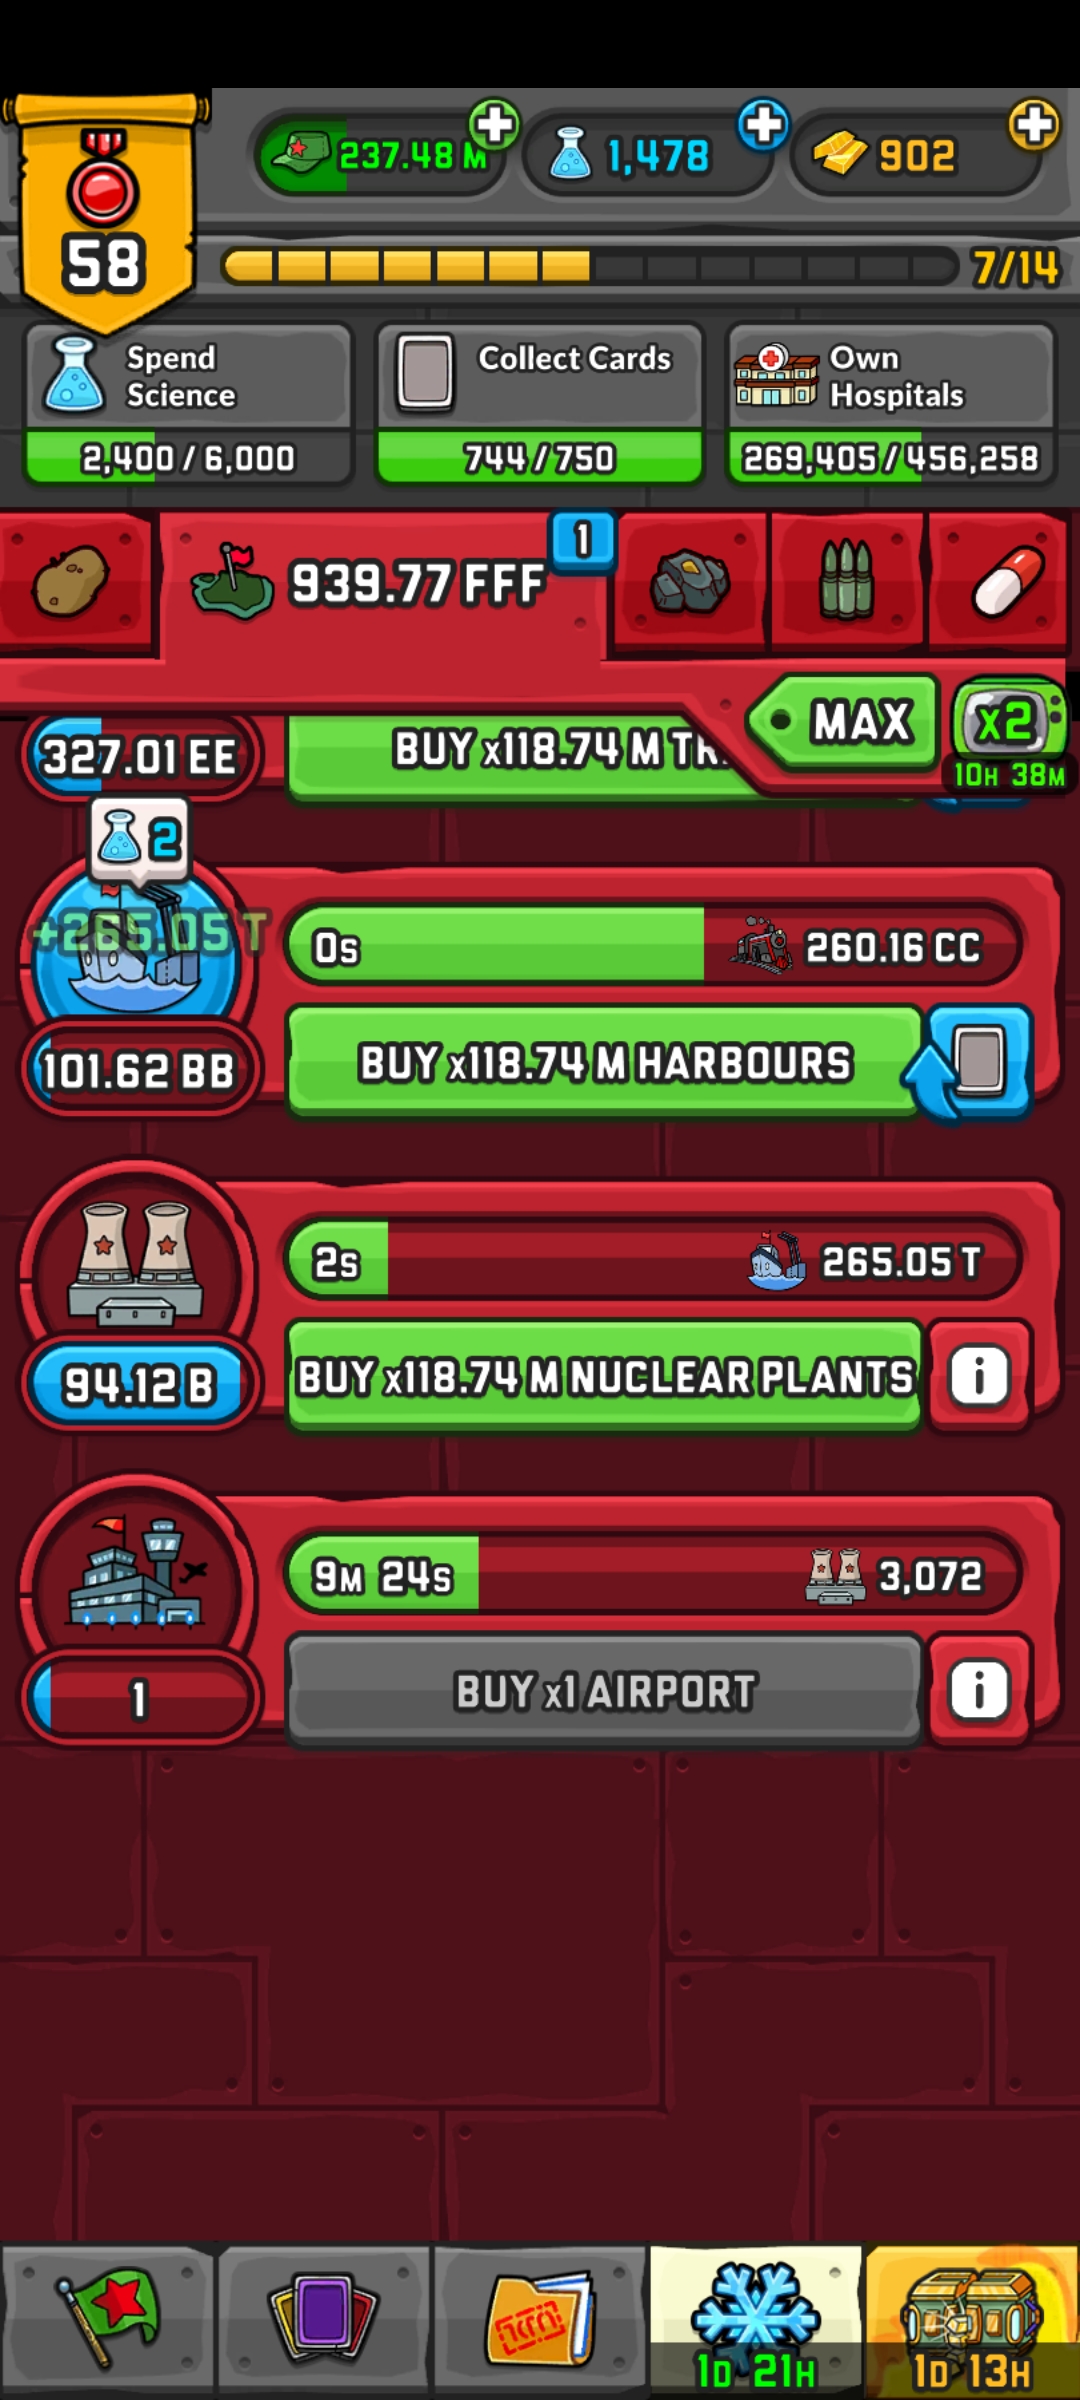 237.48 M
1,478
902
58
7/14
Spend
Science
Collect Cards
Own
Hospitals
2,400 / 6,000
744 / 750
269,405 / 456,258
939.77 FFF
1
MAX
x2
10H 38M
327.01 EE
BUY x118.74 M TR.
2
+265.05 T
0s
260.16 CC
101.62 BB
BUY x118.74 M HARBOURS
2s
265.05 T
94.12 B
BUY x118.74 M NUCLEAR PLANTS
i
9M 24s
3,072
1
BUY x1 AIRPORT
i
1D 21H
1D 13H